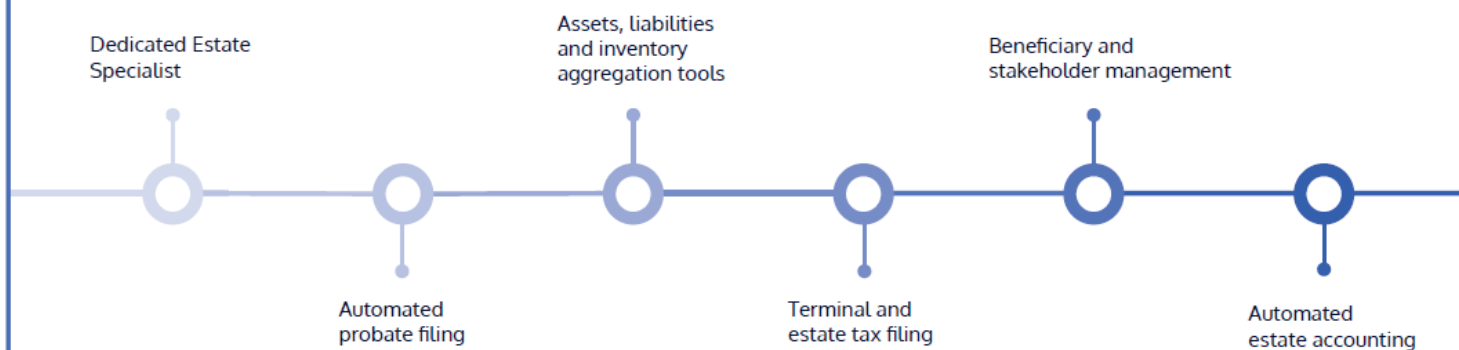 Dedicated Estate
Specialist
Automated
probate filing
Assets, liabilities
and inventory
aggregation tools
Terminal and
estate tax filing
Beneficiary and
stakeholder management
Automated
estate accounting